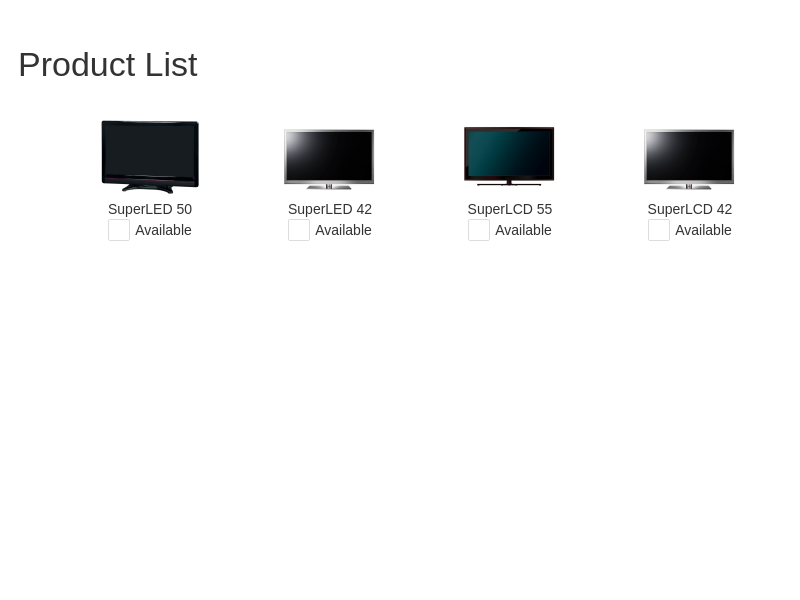 Product List
SuperLED 50
Available
SuperLED 42
Available
SuperLCD 55
Available
SuperLCD 42
Available